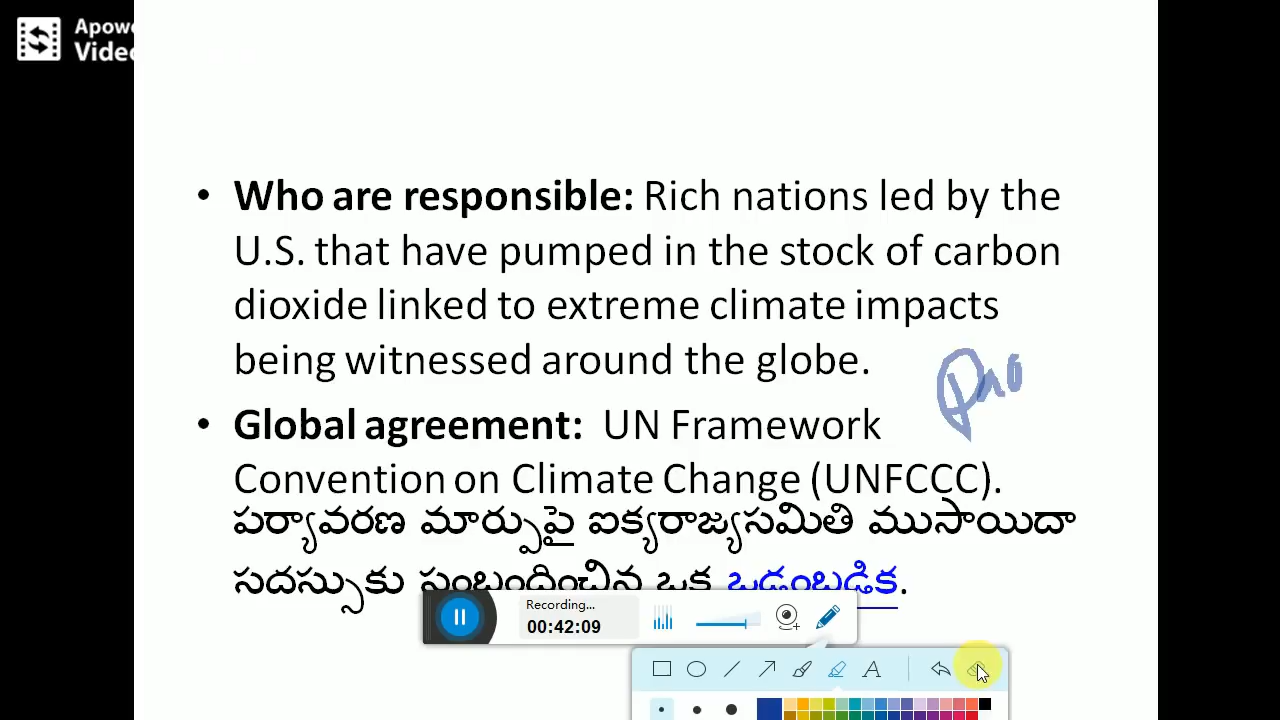 Apowe
Video
• Who are responsible: Rich nations led by the
U.S. that have pumped in the stock of carbon
dioxide linked to extreme climate impacts
being witnessed around the globe.
• Global agreement: UN Framework
Convention on Climate Change (UNFCCC).
పర్యావరణ మార్పుపై ఐక్యరాజ్యసమితి ముసాయిదా
సదస్సుకు సంబంధించిన ఒక ఒడంబడిక.
Recording...
00:42:09
A